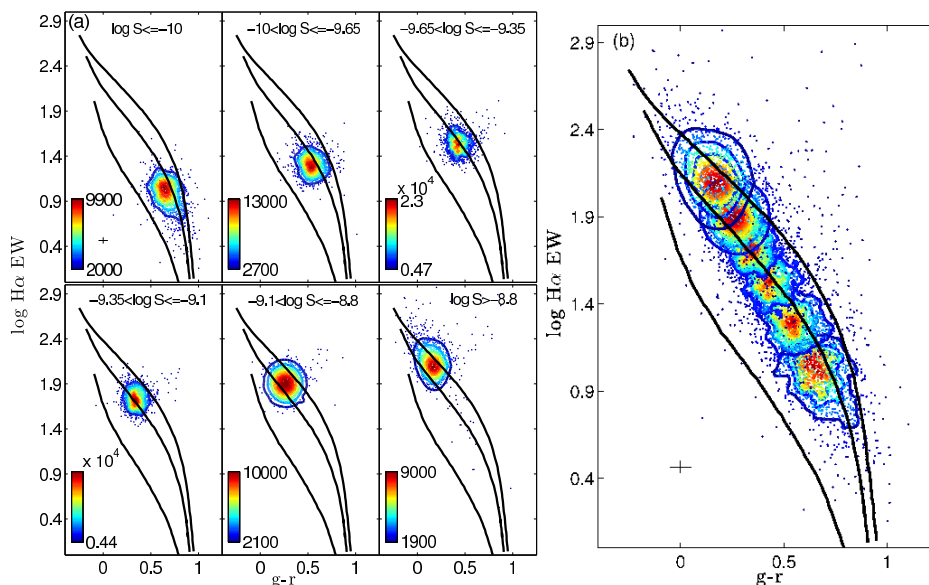 (a)
log S<=-10
-10<log S<=-9.65
-9.65<log S<=-9.35
2.9
2.4
1.9
1.4
0.9
0.4
9900
2000
13000
2700
x 10^4
2.3
0.47
log Hα EW
-9.35<log S<=-9.1
-9.1<log S<=-8.8
log S>-8.8
2.9
2.4
1.9
1.4
0.9
0.4
x 10^4
0.44
10000
2100
9000
1900
0 0.5 1
0 0.5 1
0 0.5 1
g-r
(b)
2.9
2.4
1.9
1.4
0.9
0.4
log Hα EW
0 0.5 1
g-r